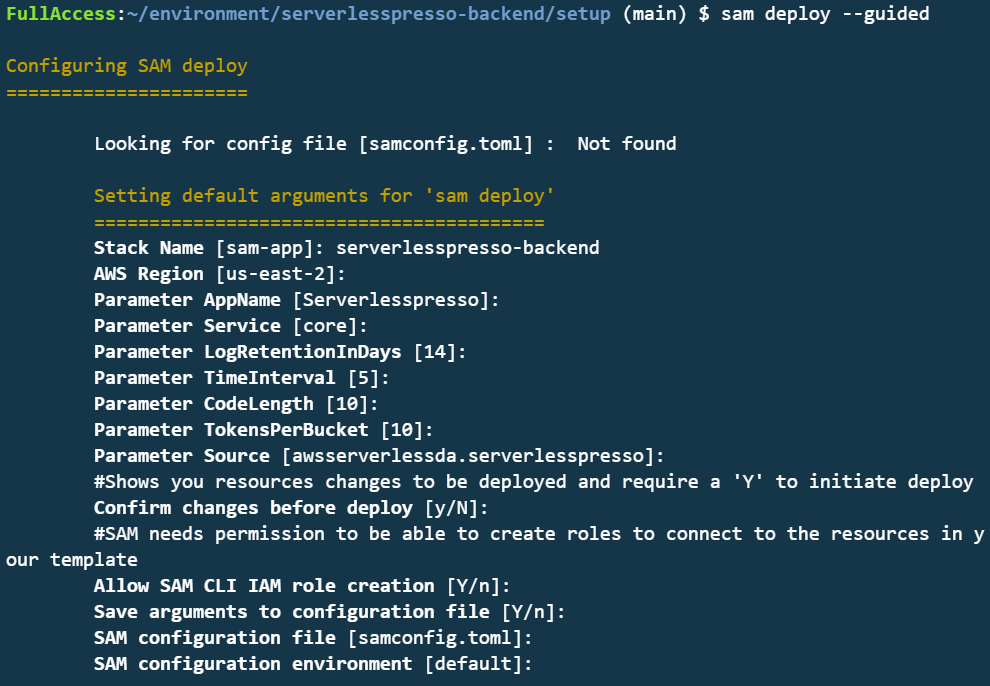 FullAccess:~/environment/serverlesspresso-backend/setup (main) $ sam deploy --guided
Configuring SAM deploy
======================
Looking for config file [samconfig.toml] :  Not found
Setting default arguments for 'sam deploy'
=========================================
Stack Name [sam-app]: serverlesspresso-backend
AWS Region [us-east-2]:
Parameter AppName [Serverlesspresso]:
Parameter Service [core]:
Parameter LogRetentionInDays [14]:
Parameter TimeInterval [5]:
Parameter CodeLength [10]:
Parameter TokensPerBucket [10]:
Parameter Source [awsserverlessda.serverlesspresso]:
#Shows you resources changes to be deployed and require a 'Y' to initiate deploy
Confirm changes before deploy [y/N]:
#SAM needs permission to be able to create roles to connect to the resources in y
our template
Allow SAM CLI IAM role creation [Y/n]:
Save arguments to configuration file [Y/n]:
SAM configuration file [samconfig.toml]:
SAM configuration environment [default]: